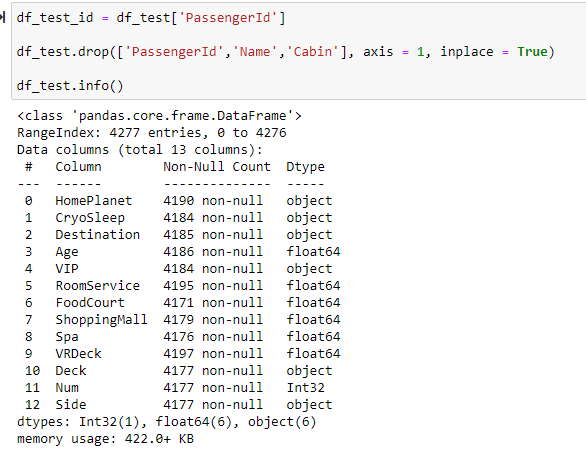 df_test_id = df_test['PassengerId']
df_test.drop(['PassengerId','Name','Cabin'], axis = 1, inplace = True)
df_test.info()
<class 'pandas.core.frame.DataFrame'>
RangeIndex: 4277 entries, 0 to 4276
Data columns (total 13 columns):
 #   Column        Non-Null Count  Dtype
---  ------        --------------  -----
 0   HomePlanet    4190 non-null   object
 1   CryoSleep     4184 non-null   object
 2   Destination   4185 non-null   object
 3   Age           4186 non-null   float64
 4   VIP           4184 non-null   object
 5   RoomService   4195 non-null   float64
 6   FoodCourt     4171 non-null   float64
 7   ShoppingMall  4179 non-null   float64
 8   Spa           4176 non-null   float64
 9   VRDeck        4197 non-null   float64
 10  Deck          4177 non-null   object
 11  Num           4177 non-null   Int32
 12  Side          4177 non-null   object
dtypes: Int32(1), float64(6), object(6)
memory usage: 422.0+ KB